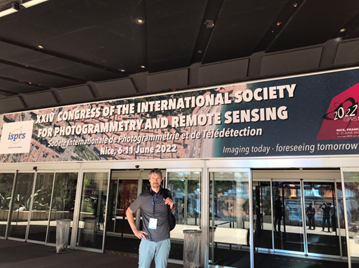 isprs
XXIV CONGRESS OF THE INTERNATIONAL SOCIETY
FOR PHOTOGRAMMETRY AND REMOTE SENSING
Société Internationale de Photogrammétrie et de Télédétection
Nice, 6-11 June 2022
Imaging today - foreseeing tomorrow
2022